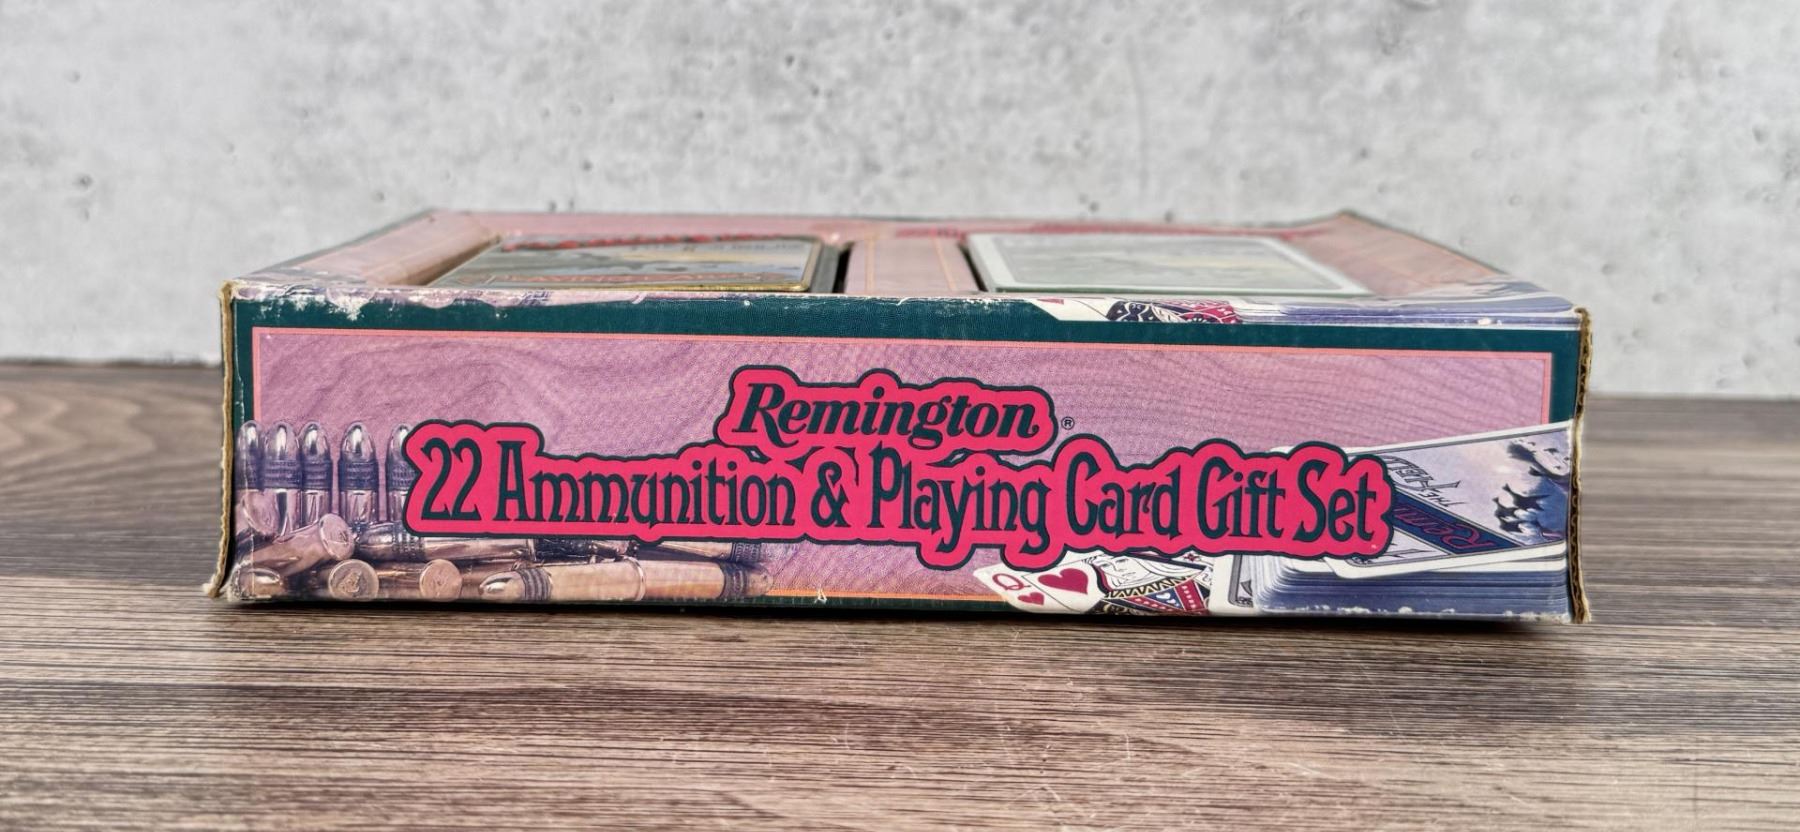 Remington®
22 Ammunition & Playing Card Gift Set
Q